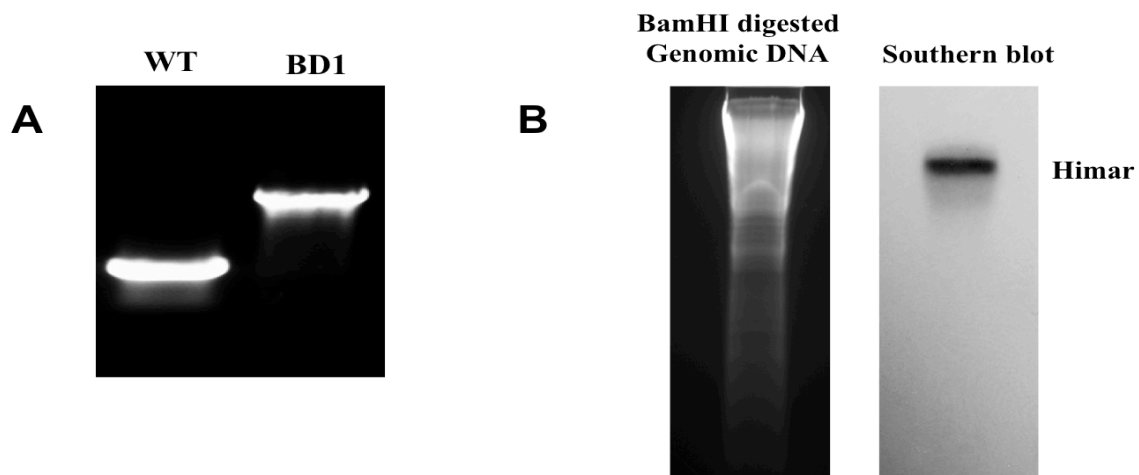 A
WT
BD1
B
BamHI digested
Genomic DNA
Southern blot
Himar